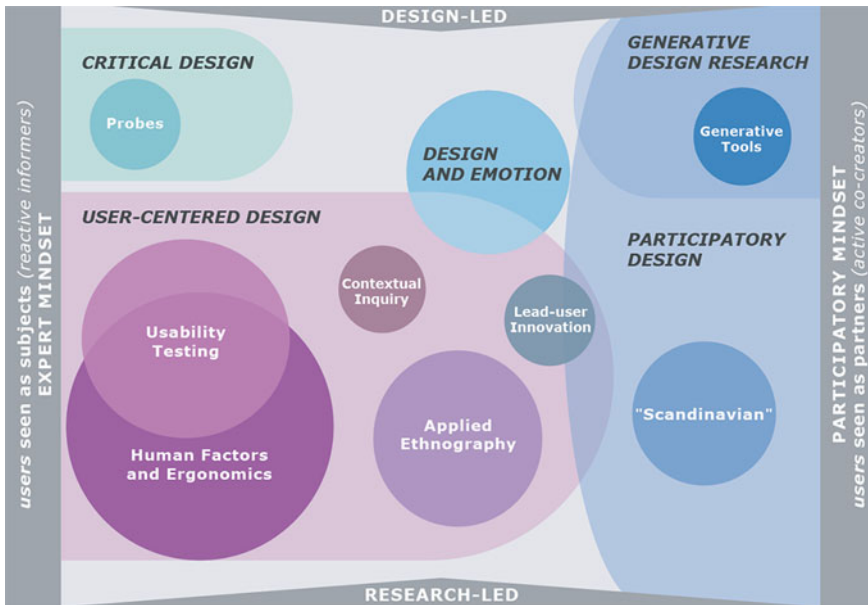 DESIGN-LED
CRITICAL DESIGN
Probes
GENERATIVE
DESIGN RESEARCH
Generative
Tools
DESIGN
AND EMOTION
USER-CENTERED DESIGN
Contextual
Inquiry
Usability
Testing
Lead-user
Innovation
PARTICIPATORY
DESIGN
Human Factors
and Ergonomics
Applied
Ethnography
"Scandinavian"
RESEARCH-LED
users seen as subjects (reactive informers)
EXPERT MINDSET
PARTICIPATORY MINDSET
users seen as partners (active co-creators)